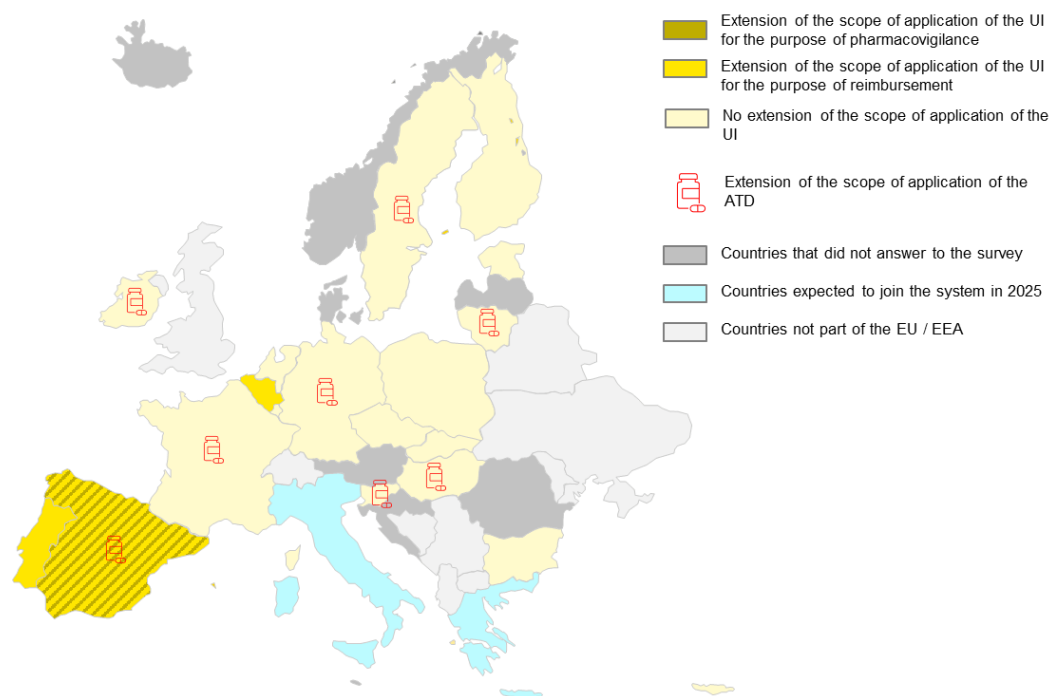 Extension of the scope of application of the UI
for the purpose of pharmacovigilance
Extension of the scope of application of the UI
for the purpose of reimbursement
No extension of the scope of application of the
UI
Extension of the scope of application of the
ATD
Countries that did not answer to the survey
Countries expected to join the system in 2025
Countries not part of the EU / EEA